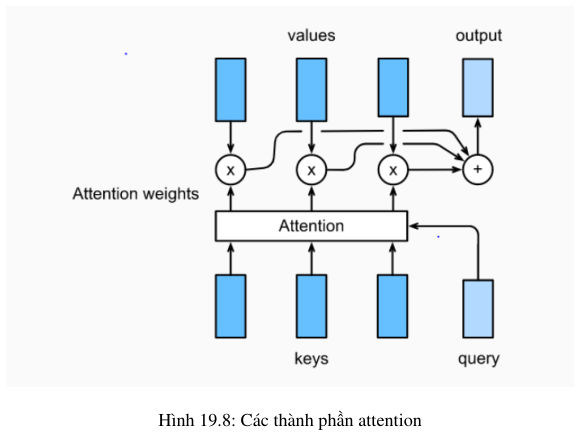 values output
x x x +
Attention weights
Attention
keys query
Hình 19.8: Các thành phần attention